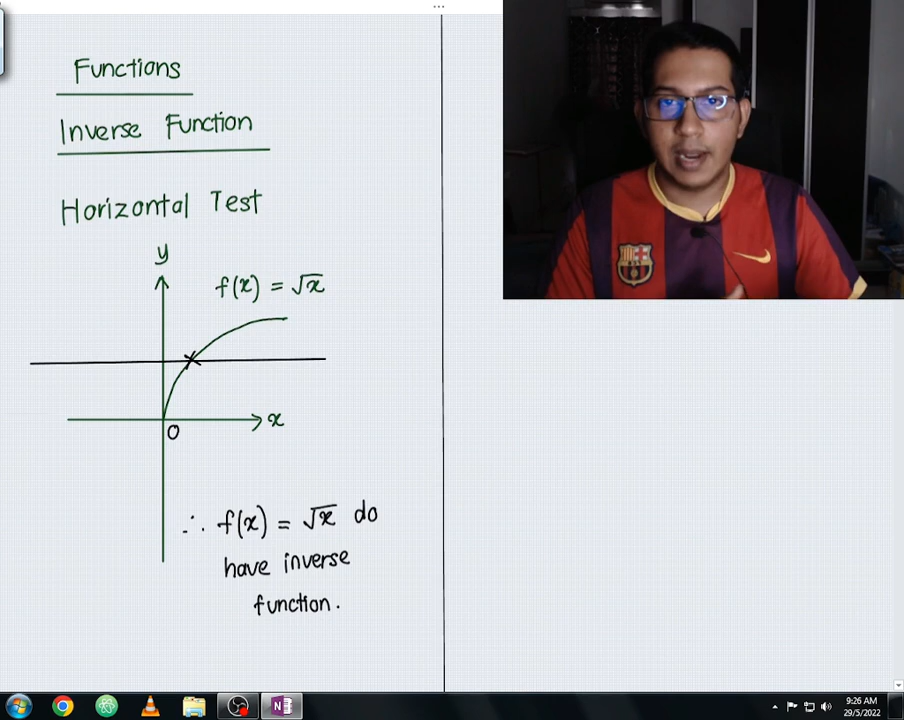 Functions
Inverse Function
Horizontal Test
y
f(x) = √x
x
0
∴ f(x) = √x do
have inverse
function.
9:26 AM
29/5/2022